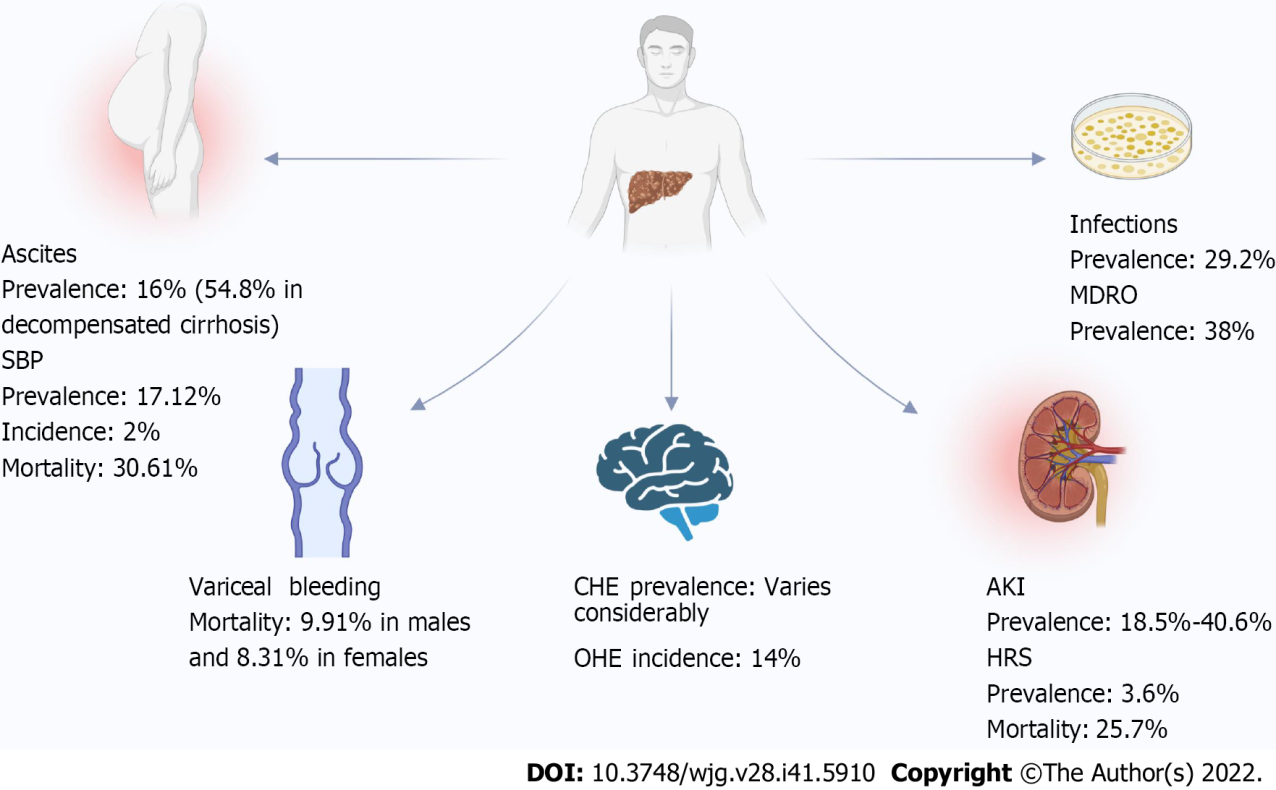 Ascites
Prevalence: 16% (54.8% in
decompensated cirrhosis)
SBP
Prevalence: 17.12%
Incidence: 2%
Mortality: 30.61%
Variceal bleeding
Mortality: 9.91% in males
and 8.31% in females
CHE prevalence: Varies
considerably
OHE incidence: 14%
Infections
Prevalence: 29.2%
MDRO
Prevalence: 38%
AKI
Prevalence: 18.5%-40.6%
HRS
Prevalence: 3.6%
Mortality: 25.7%
DOI: 10.3748/wjg.v28.i41.5910 Copyright ©The Author(s) 2022.